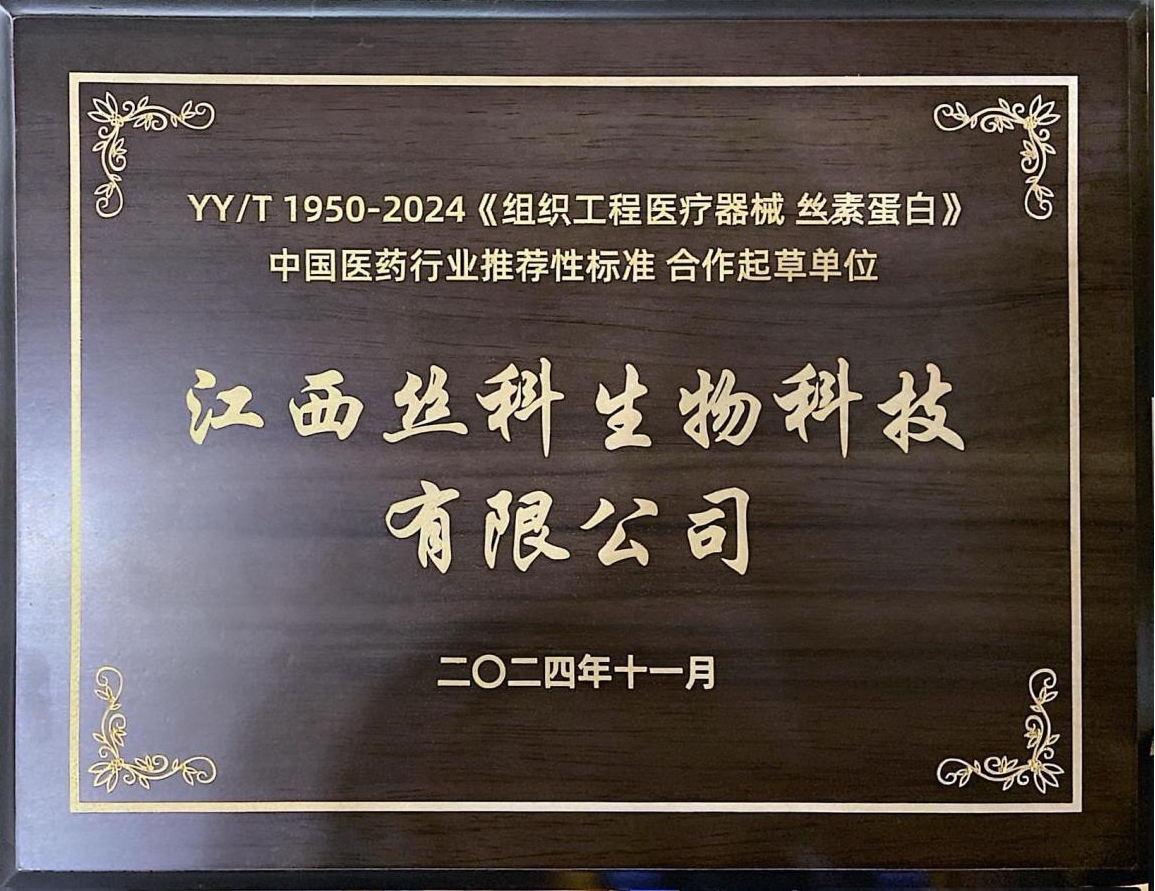 YY/T 1950-2024《组织工程医疗器械 丝素蛋白》
中国医药行业推荐性标准 合作起草单位
江西丝科生物科技
有限公司
二〇二四年十一月